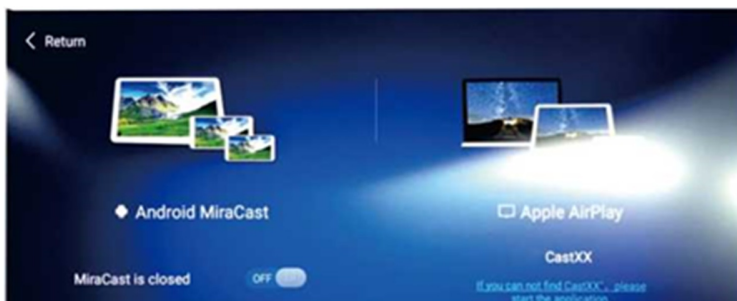 Return
Android MiraCast
Apple AirPlay
MiraCast is closed
OFF
CastXX
If you can not find CastXX", please
start the application